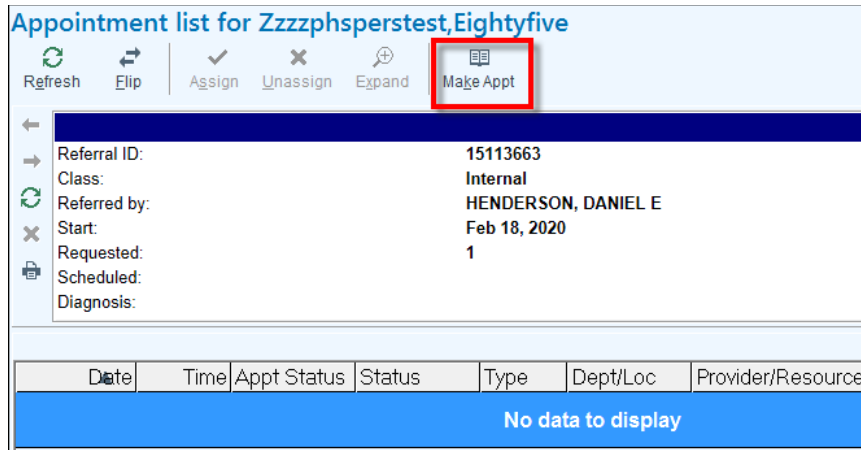 Appointment list for Zzzzphsperstest,Eightyfive
Refresh Flip Assign Unassign Expand Make Appt
Referral ID: 15113663
Class: Internal
Referred by: HENDERSON, DANIEL E
Start: Feb 18, 2020
Requested: 1
Scheduled:
Diagnosis:
Date Time Appt Status Status Type Dept/Loc Provider/Resource
No data to display